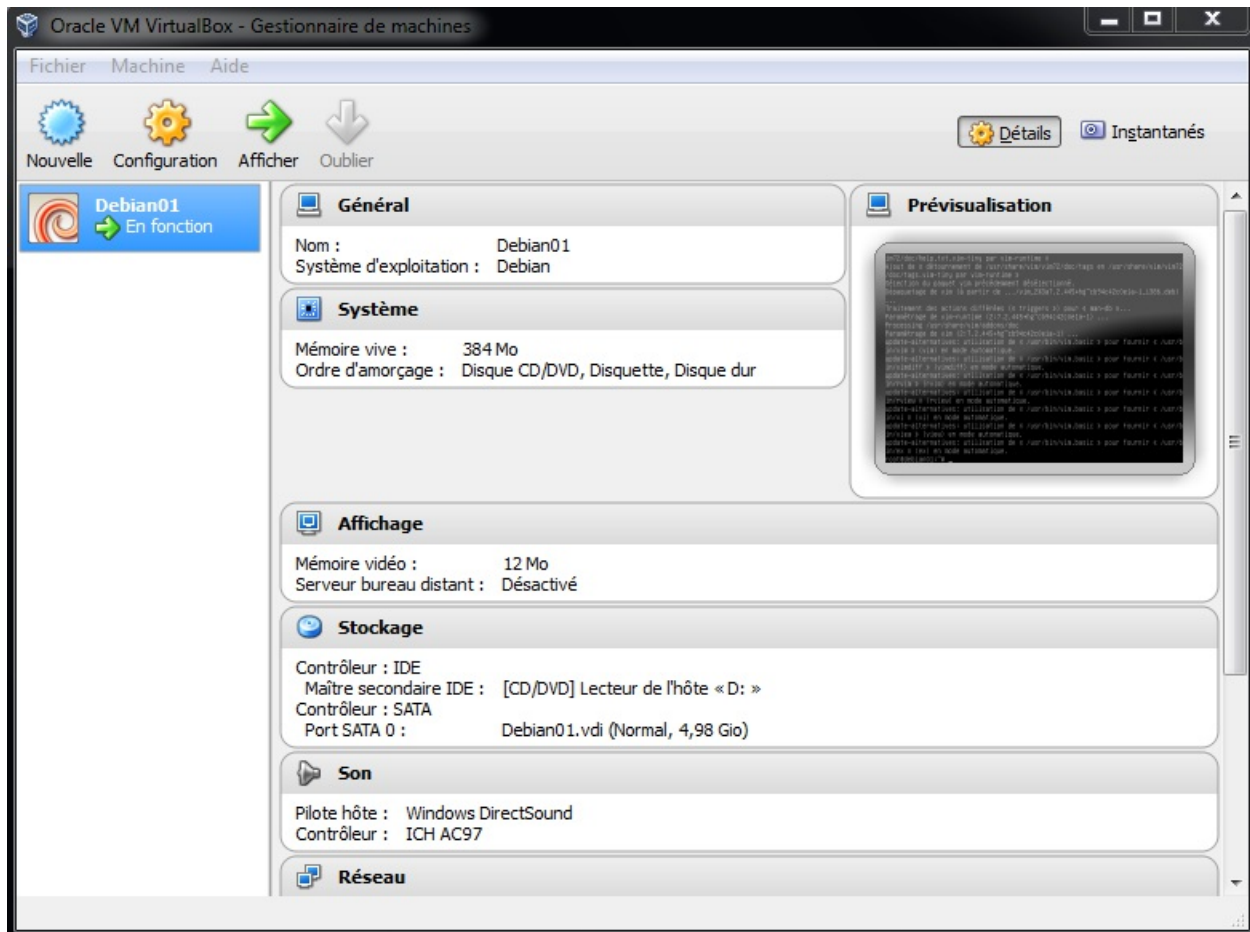 Oracle VM VirtualBox - Gestionnaire de machines
Fichier Machine Aide
Nouvelle Configuration Afficher Oublier
Détails Instantanés
Debian01
En fonction
Général
Nom : Debian01
Système d'exploitation : Debian
Système
Mémoire vive : 384 Mo
Ordre d'amorçage : Disque CD/DVD, Disquette, Disque dur
Prévisualisation
Affichage
Mémoire vidéo : 12 Mo
Serveur bureau distant : Désactivé
Stockage
Contrôleur : IDE
Maître secondaire IDE : [CD/DVD] Lecteur de l'hôte « D: »
Contrôleur : SATA
Port SATA 0 : Debian01.vdi (Normal, 4,98 Gio)
Son
Pilote hôte : Windows DirectSound
Contrôleur : ICH AC97
Réseau